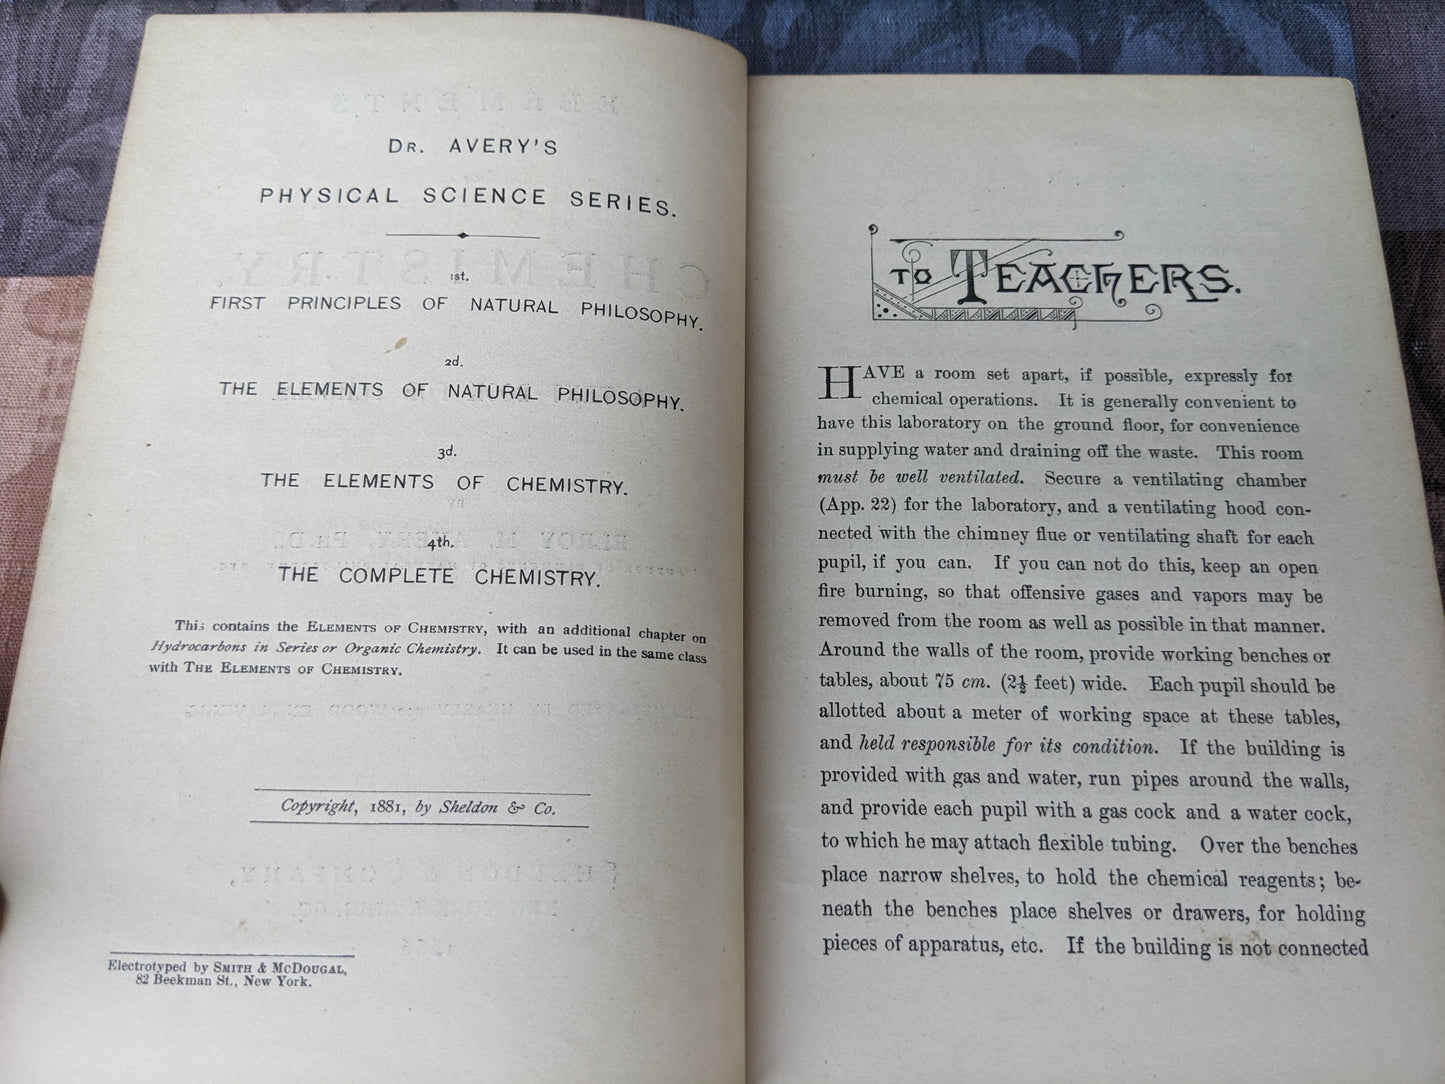 DR. AVERY'S
PHYSICAL SCIENCE SERIES.
1st.
FIRST PRINCIPLES OF NATURAL PHILOSOPHY.
2d.
THE ELEMENTS OF NATURAL PHILOSOPHY.
3d.
THE ELEMENTS OF CHEMISTRY.
4th.
THE COMPLETE CHEMISTRY.
This contains the ELEMENTS OF CHEMISTRY, with an additional chapter on
Hydrocarbons in Series or Organic Chemistry. It can be used in the same class
with THE ELEMENTS OF CHEMISTRY.
Copyright, 1881, by Sheldon & Co.
Electrotyped by SMITH & McDOUGAL,
82 Beekman St., New York.
TO TEACHERS.
HAVE a room set apart, if possible, expressly for
chemical operations. It is generally convenient to
have this laboratory on the ground floor, for convenience
in supplying water and draining off the waste. This room
must be well ventilated. Secure a ventilating chamber
(App. 22) for the laboratory, and a ventilating hood con-
nected with the chimney flue or ventilating shaft for each
pupil, if you can. If you can not do this, keep an open
fire burning, so that offensive gases and vapors may be
removed from the room as well as possible in that manner.
Around the walls of the room, provide working benches or
tables, about 75 cm. (2½ feet) wide. Each pupil should be
allotted about a meter of working space at these tables,
and held responsible for its condition. If the building is
provided with gas and water, run pipes around the walls,
and provide each pupil with a gas cock and a water cock,
to which he may attach flexible tubing. Over the benches
place narrow shelves, to hold the chemical reagents; be-
neath the benches place shelves or drawers, for holding
pieces of apparatus, etc. If the building is not connected